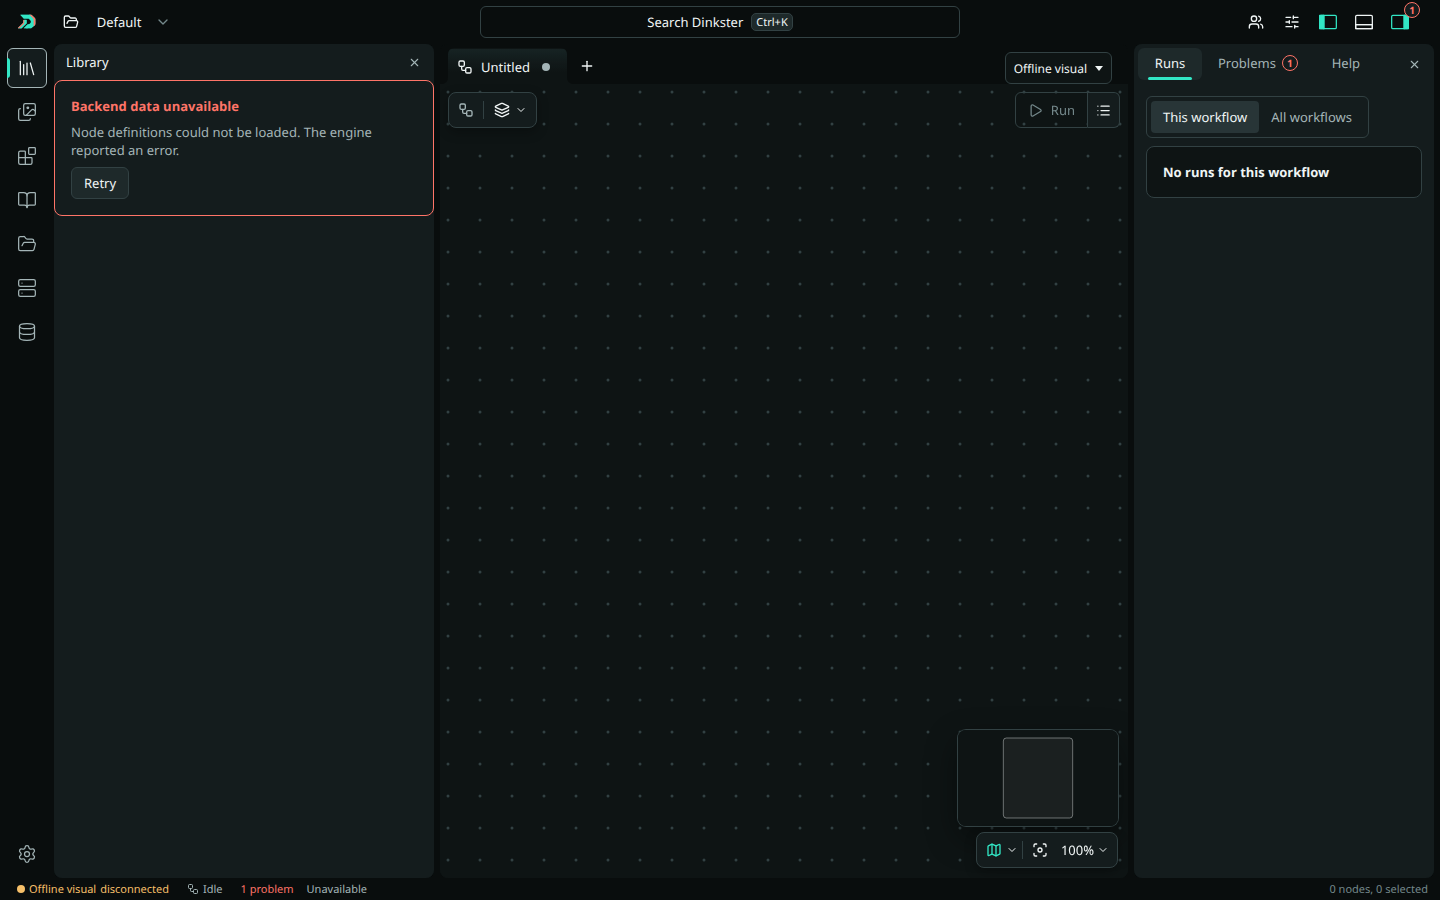 Default
Search Dinkster
Ctrl+K
1
Library
Backend data unavailable
Node definitions could not be loaded. The engine
reported an error.
Retry
Untitled
Offline visual
Run
Runs
Problems 1
Help
This workflow
All workflows
No runs for this workflow
100%
Offline visual disconnected
Idle
1 problem
Unavailable
0 nodes, 0 selected